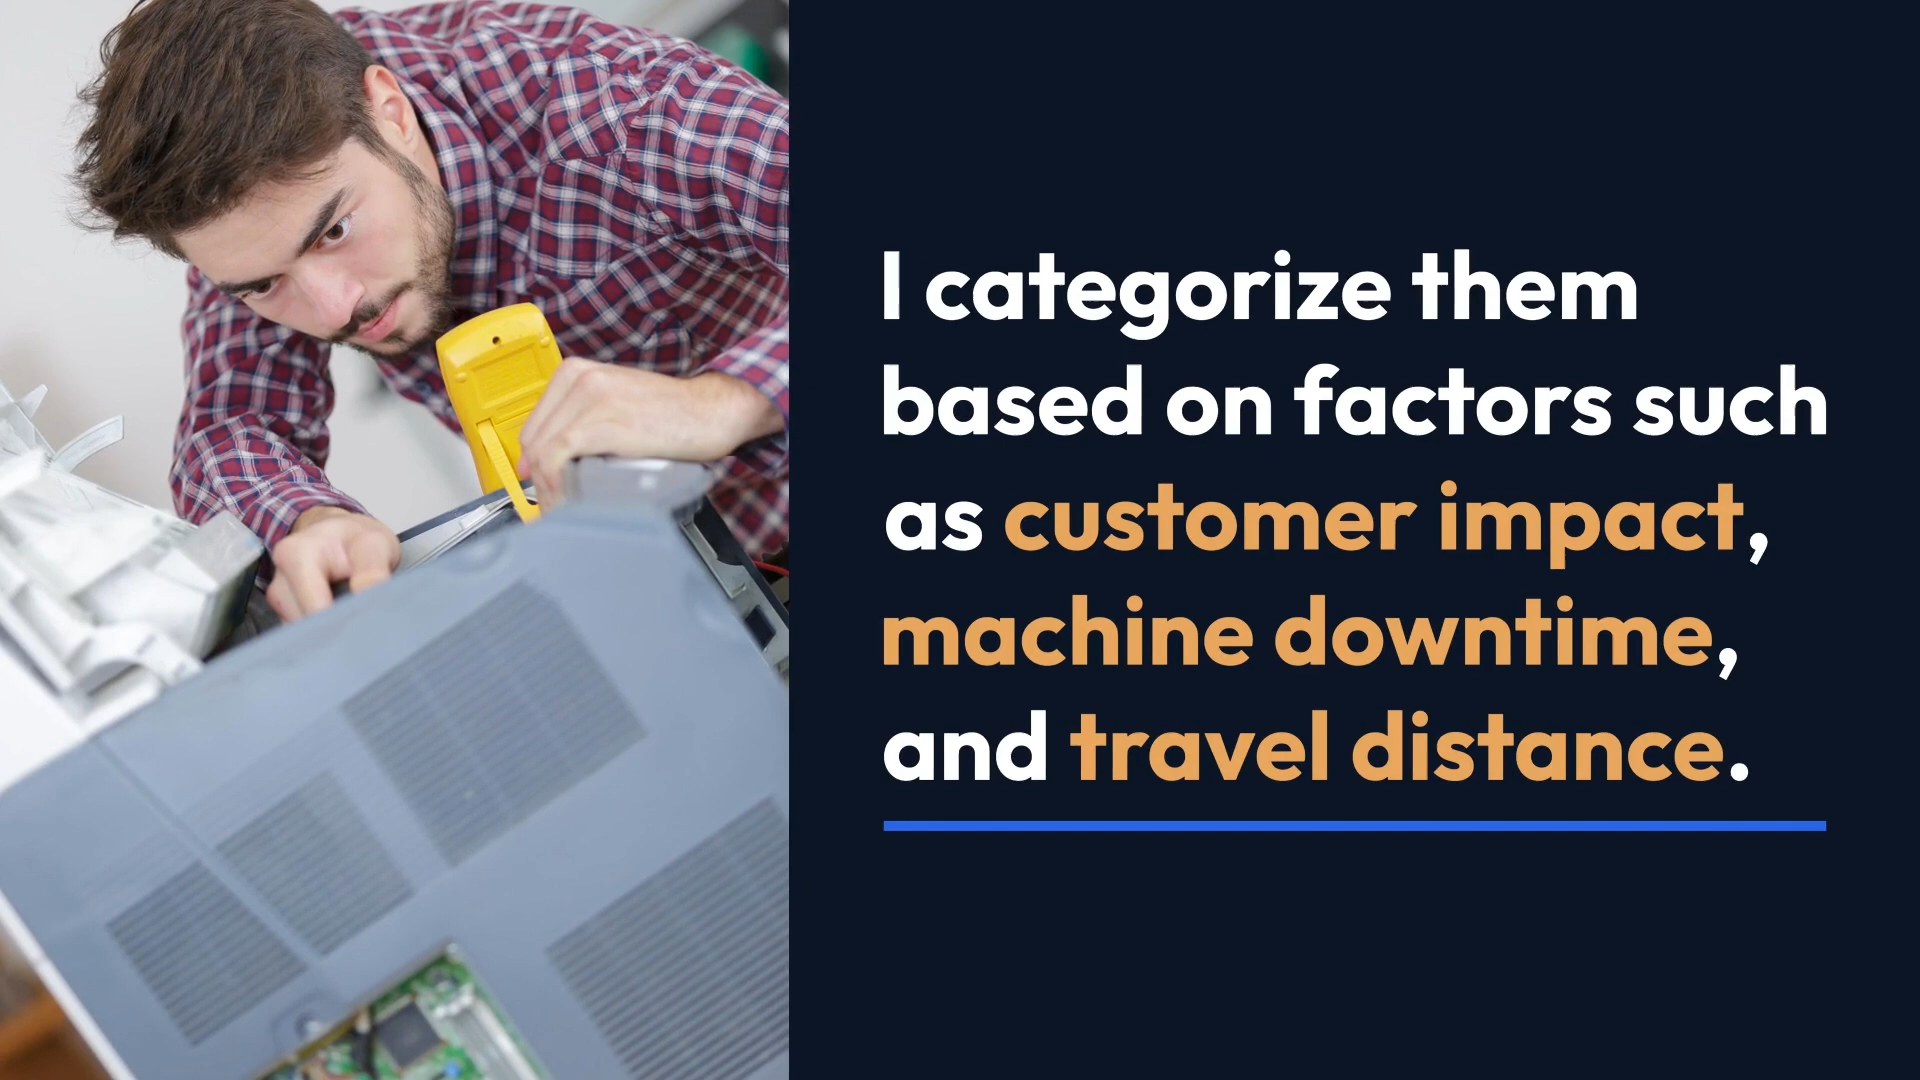 I categorize them
based on factors such
as customer impact,
machine downtime,
and travel distance.